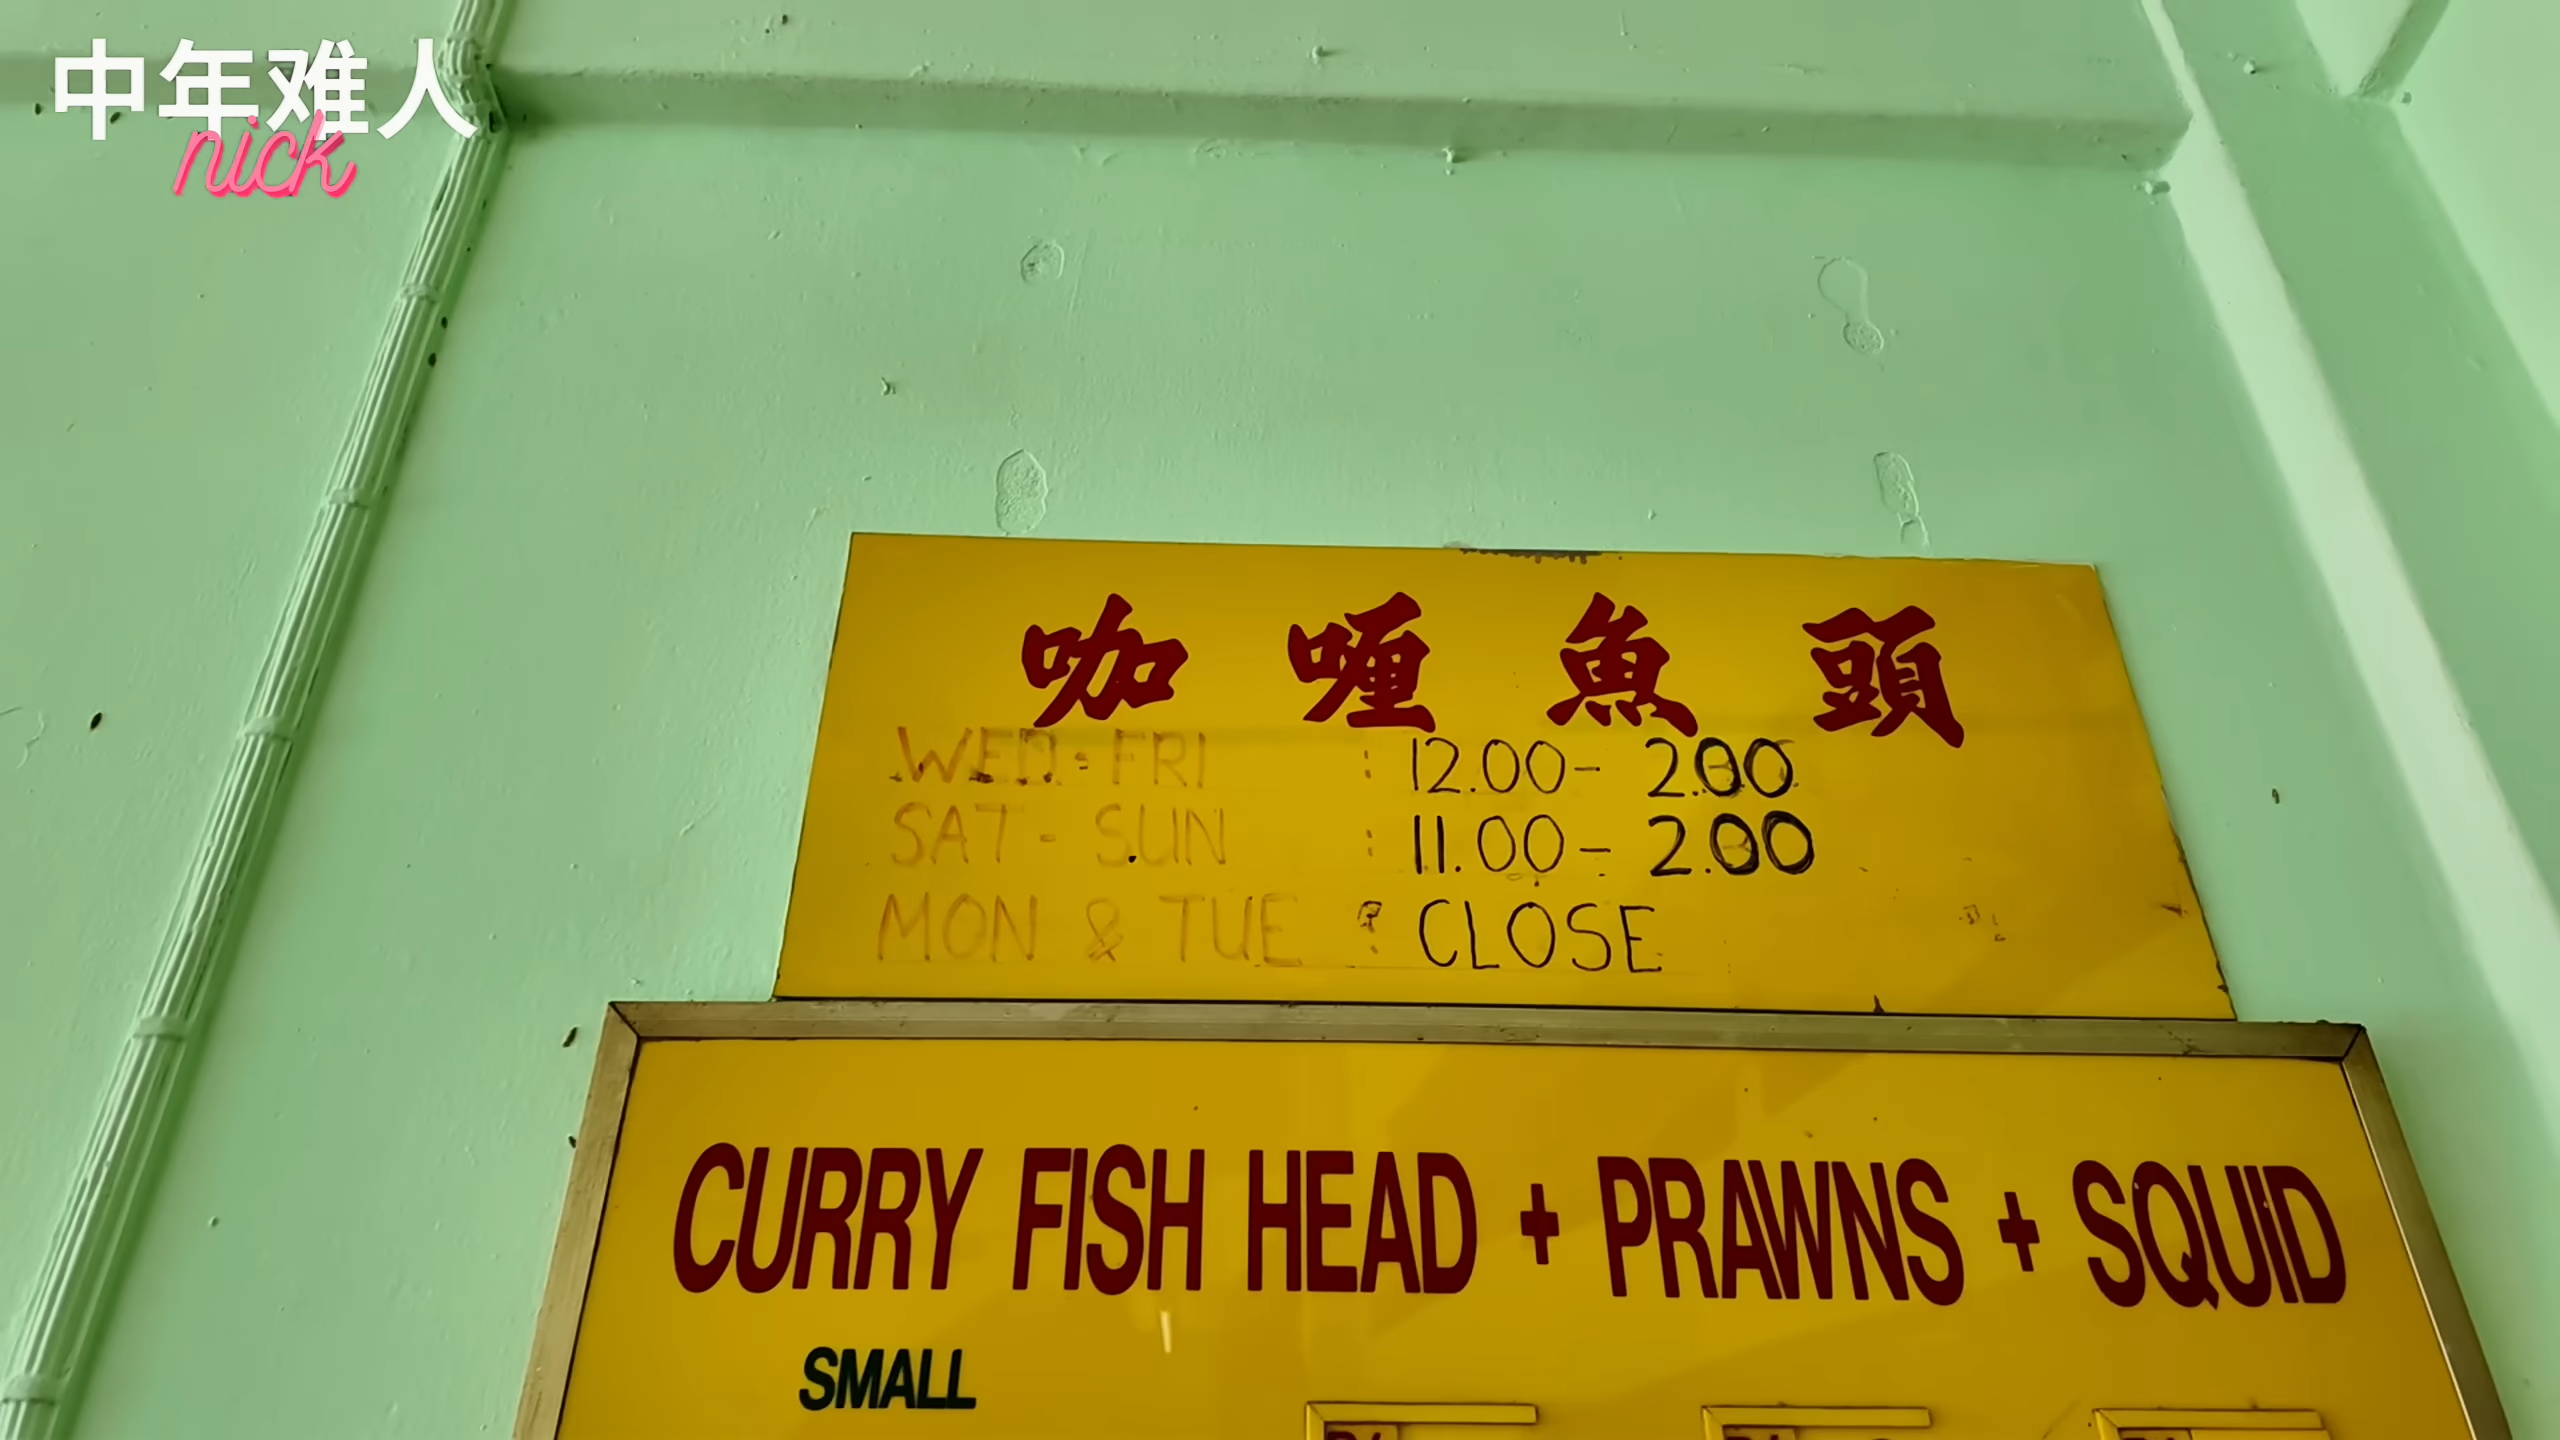 中年难人
nick
咖喱魚頭
WED - FRI : 12.00 - 2.00
SAT - SUN : 11.00 - 2.00
MON & TUE : CLOSE
CURRY FISH HEAD + PRAWNS + SQUID
SMALL